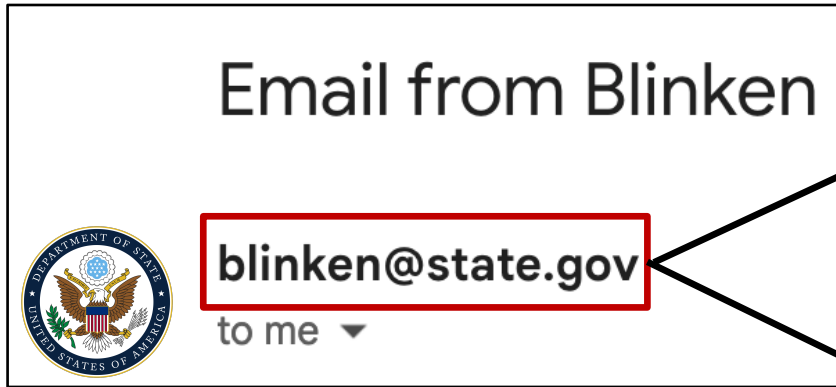 Email from Blinken
blinken@state.gov
to me
DEPARTMENT OF STATE
UNITED STATES OF AMERICA